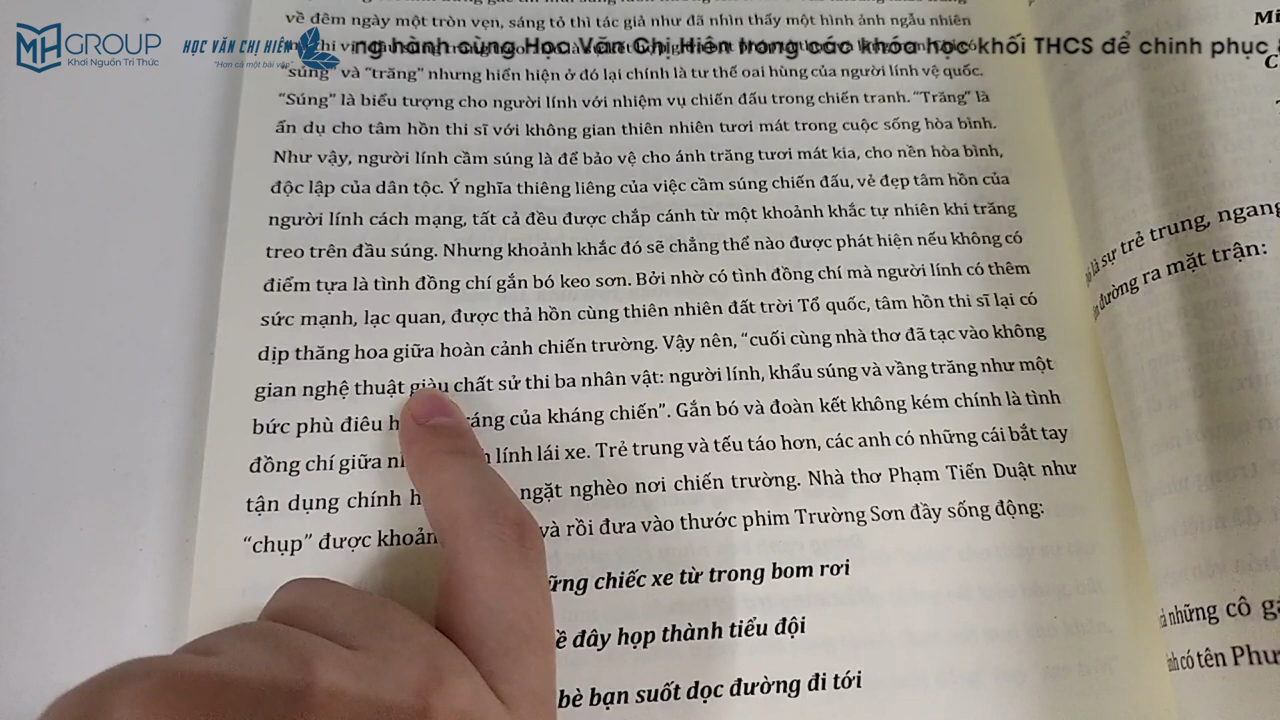 MH GROUP
Khơi Nguồn Tri Thức
HỌC VĂN CHỊ HIÊN
"Hơn cả một bài văn"
ng hành cùng Học Văn Chị Hiên trong các khóa học khối THCS để chinh phục
về đêm ngày một tròn vẹn, sáng tỏ thì tác giả như đã nhìn thấy một hình ảnh ngẫu nhiên
"súng" và "trăng" nhưng hiển hiện ở đó lại chính là tư thế oai hùng của người lính vệ quốc.
"Súng" là biểu tượng cho người lính với nhiệm vụ chiến đấu trong chiến tranh. "Trăng" là
ẩn dụ cho tâm hồn thi sĩ với không gian thiên nhiên tươi mát trong cuộc sống hòa bình.
Như vậy, người lính cầm súng là để bảo vệ cho ánh trăng tươi mát kia, cho nền hòa bình,
độc lập của dân tộc. Ý nghĩa thiêng liêng của việc cầm súng chiến đấu, vẻ đẹp tâm hồn của
người lính cách mạng, tất cả đều được chắp cánh từ một khoảnh khắc tự nhiên khi trăng
treo trên đầu súng. Nhưng khoảnh khắc đó sẽ chẳng thể nào được phát hiện nếu không có
điểm tựa là tình đồng chí gắn bó keo sơn. Bởi nhờ có tình đồng chí mà người lính có thêm
sức mạnh, lạc quan, được thả hồn cùng thiên nhiên đất trời Tổ quốc, tâm hồn thi sĩ lại có
dịp thăng hoa giữa hoàn cảnh chiến trường. Vậy nên, "cuối cùng nhà thơ đã tạc vào không
gian nghệ thuật giàu chất sử thi ba nhân vật: người lính, khẩu súng và vầng trăng như một
bức phù điêu h ráng của kháng chiến". Gắn bó và đoàn kết không kém chính là tình
đồng chí giữa lính lái xe. Trẻ trung và tếu táo hơn, các anh có những cái bắt tay
tận dụng chính h ngặt nghèo nơi chiến trường. Nhà thơ Phạm Tiến Duật như
"chụp" được khoản và rồi đưa vào thước phim Trường Sơn đầy sống động:
ững chiếc xe từ trong bom rơi
ề đây họp thành tiểu đội
bè bạn suốt dọc đường đi tới
là sự trẻ trung, ngang
đường ra mặt trận:
những cô g
có tên Phư